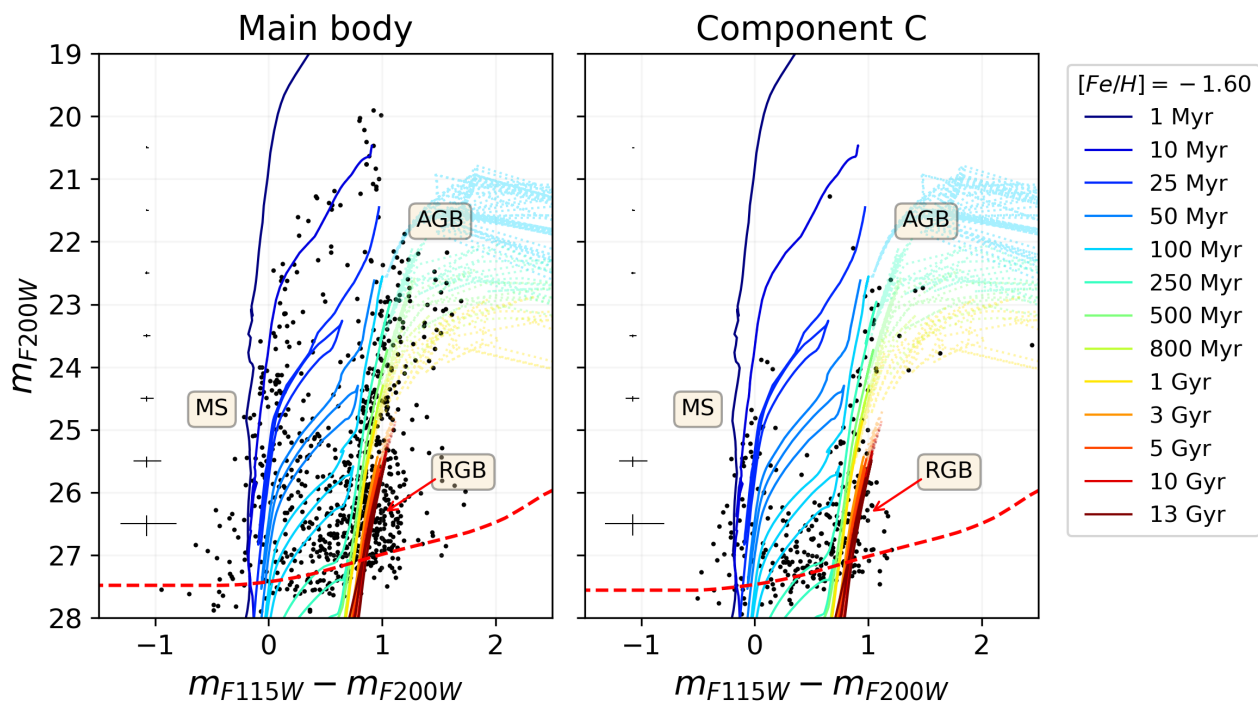 Main body
Component C
19
20
21
22
23
24
25
26
27
28
m_F200W
AGB
MS
RGB
AGB
MS
RGB
−1
0
1
2
−1
0
1
2
m_F115W − m_F200W
m_F115W − m_F200W
[Fe/H] = −1.60
1 Myr
10 Myr
25 Myr
50 Myr
100 Myr
250 Myr
500 Myr
800 Myr
1 Gyr
3 Gyr
5 Gyr
10 Gyr
13 Gyr